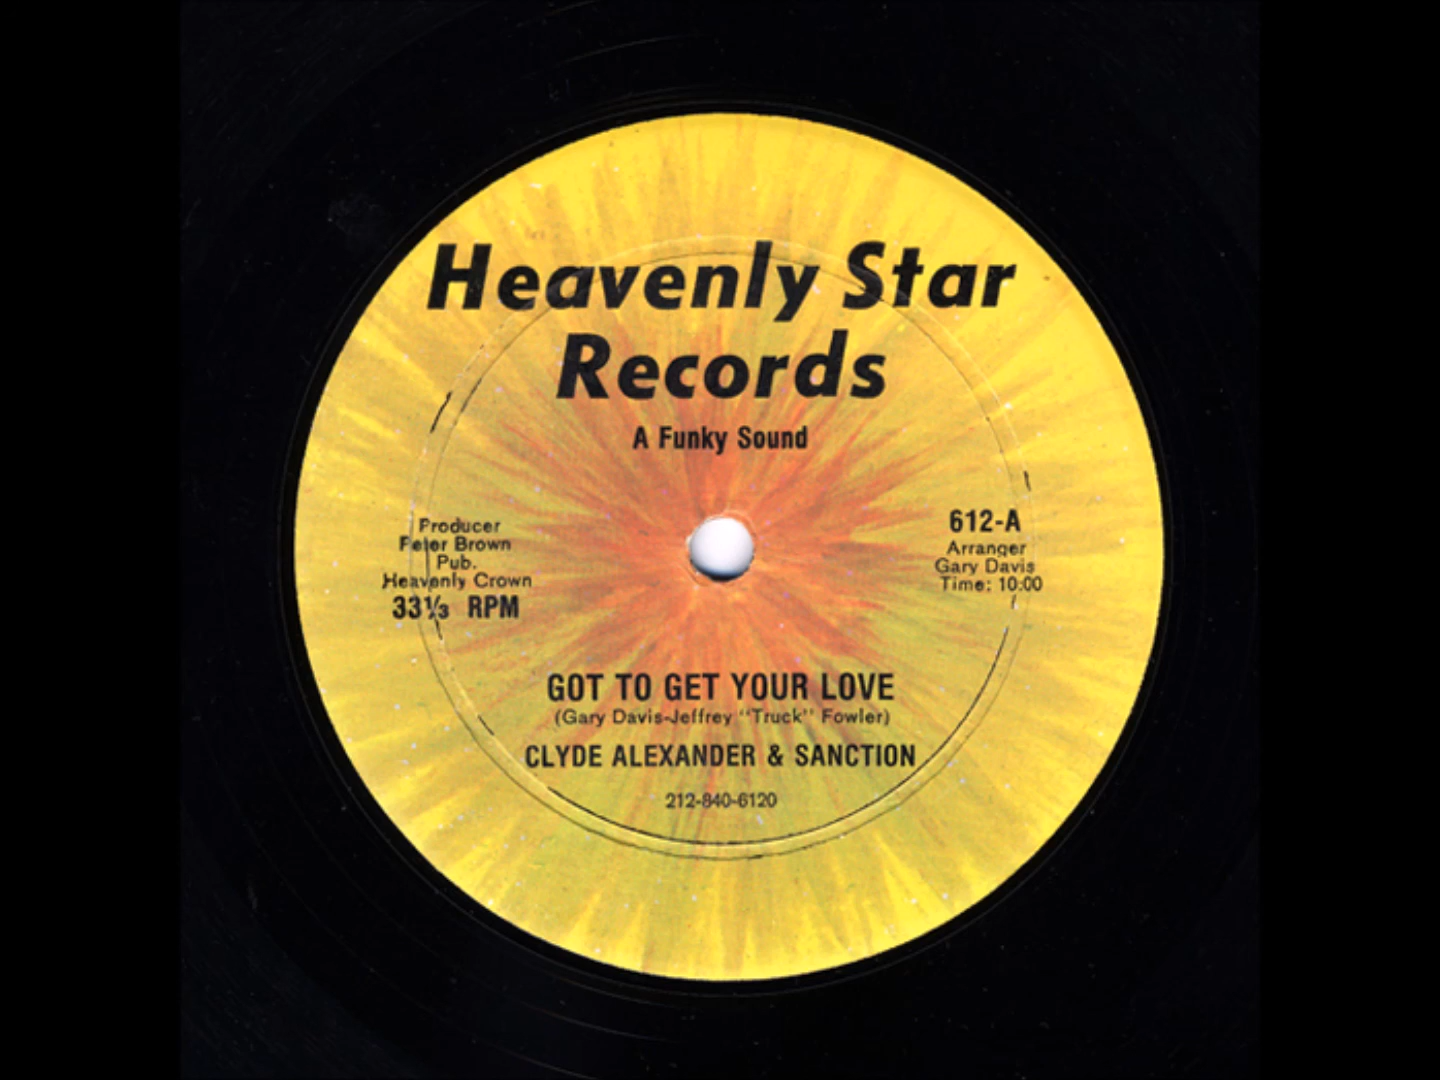 Heavenly Star
Records
A Funky Sound
Producer
Peter Brown
Pub.
Heavenly Crown
33⅓ RPM
612-A
Arranger
Gary Davis
Time: 10:00
GOT TO GET YOUR LOVE
(Gary Davis-Jeffrey "Truck" Fowler)
CLYDE ALEXANDER & SANCTION
212-840-6120